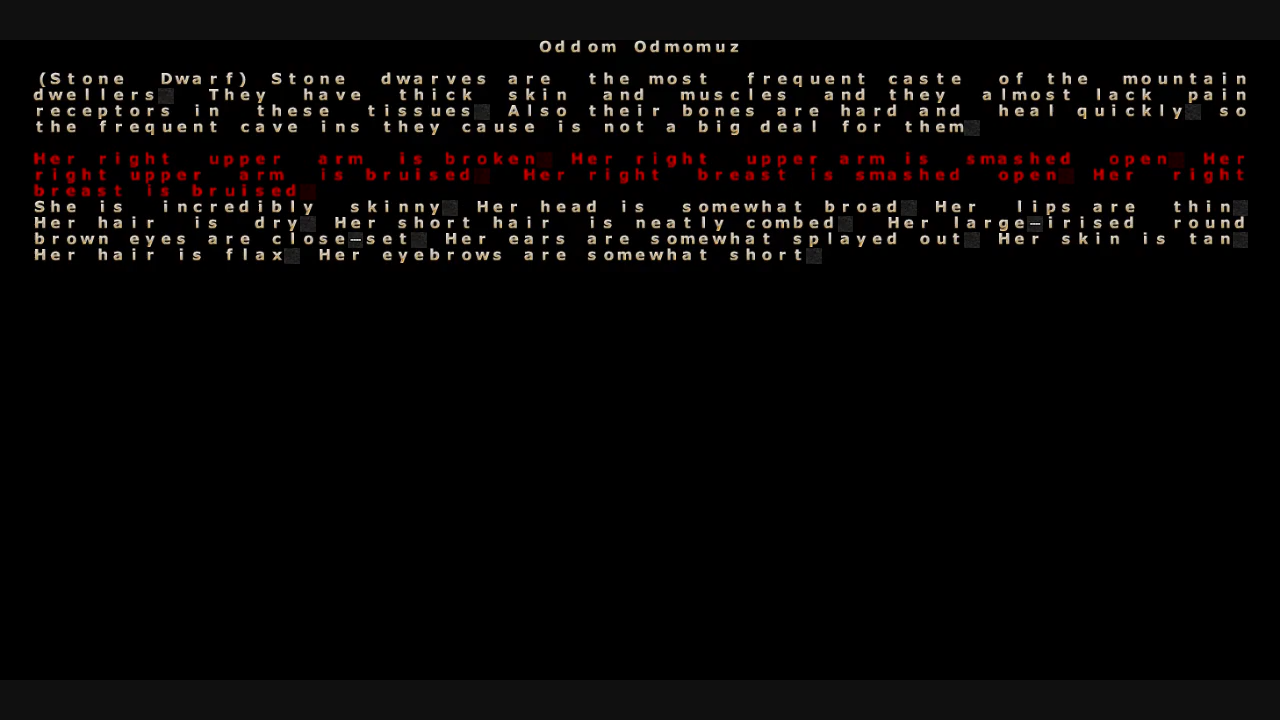 Oddom Odmomuz
(Stone Dwarf) Stone dwarves are the most frequent caste of the mountain
dwellers. They have thick skin and muscles and they almost lack pain
receptors in these tissues. Also their bones are hard and heal quickly. so
the frequent cave ins they cause is not a big deal for them.
Her right upper arm is broken. Her right upper arm is smashed open. Her
right upper arm is bruised. Her right breast is smashed open. Her right
breast is bruised.
She is incredibly skinny. Her head is somewhat broad. Her lips are thin.
Her hair is dry. Her short hair is neatly combed. Her large-irised round
brown eyes are close-set. Her ears are somewhat splayed out. Her skin is tan.
Her hair is flax. Her eyebrows are somewhat short.